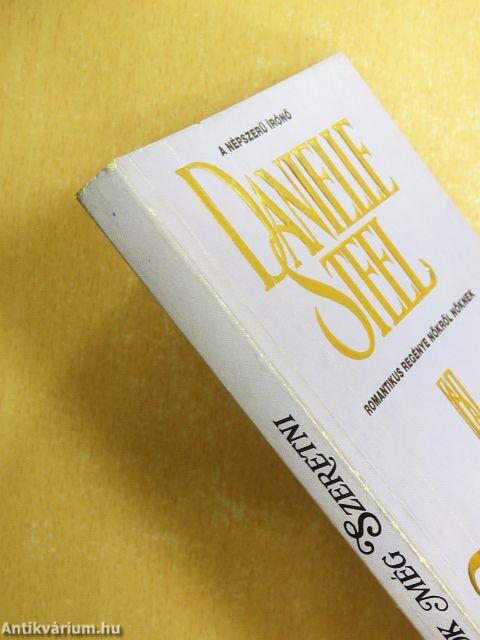 A NÉPSZERŰ ÍRÓNŐ
DANIELLE
STEEL
ROMANTIKUS REGÉNYE NŐKRŐL NŐKNEK
MÉG SZERETNI
Antikvárium.hu